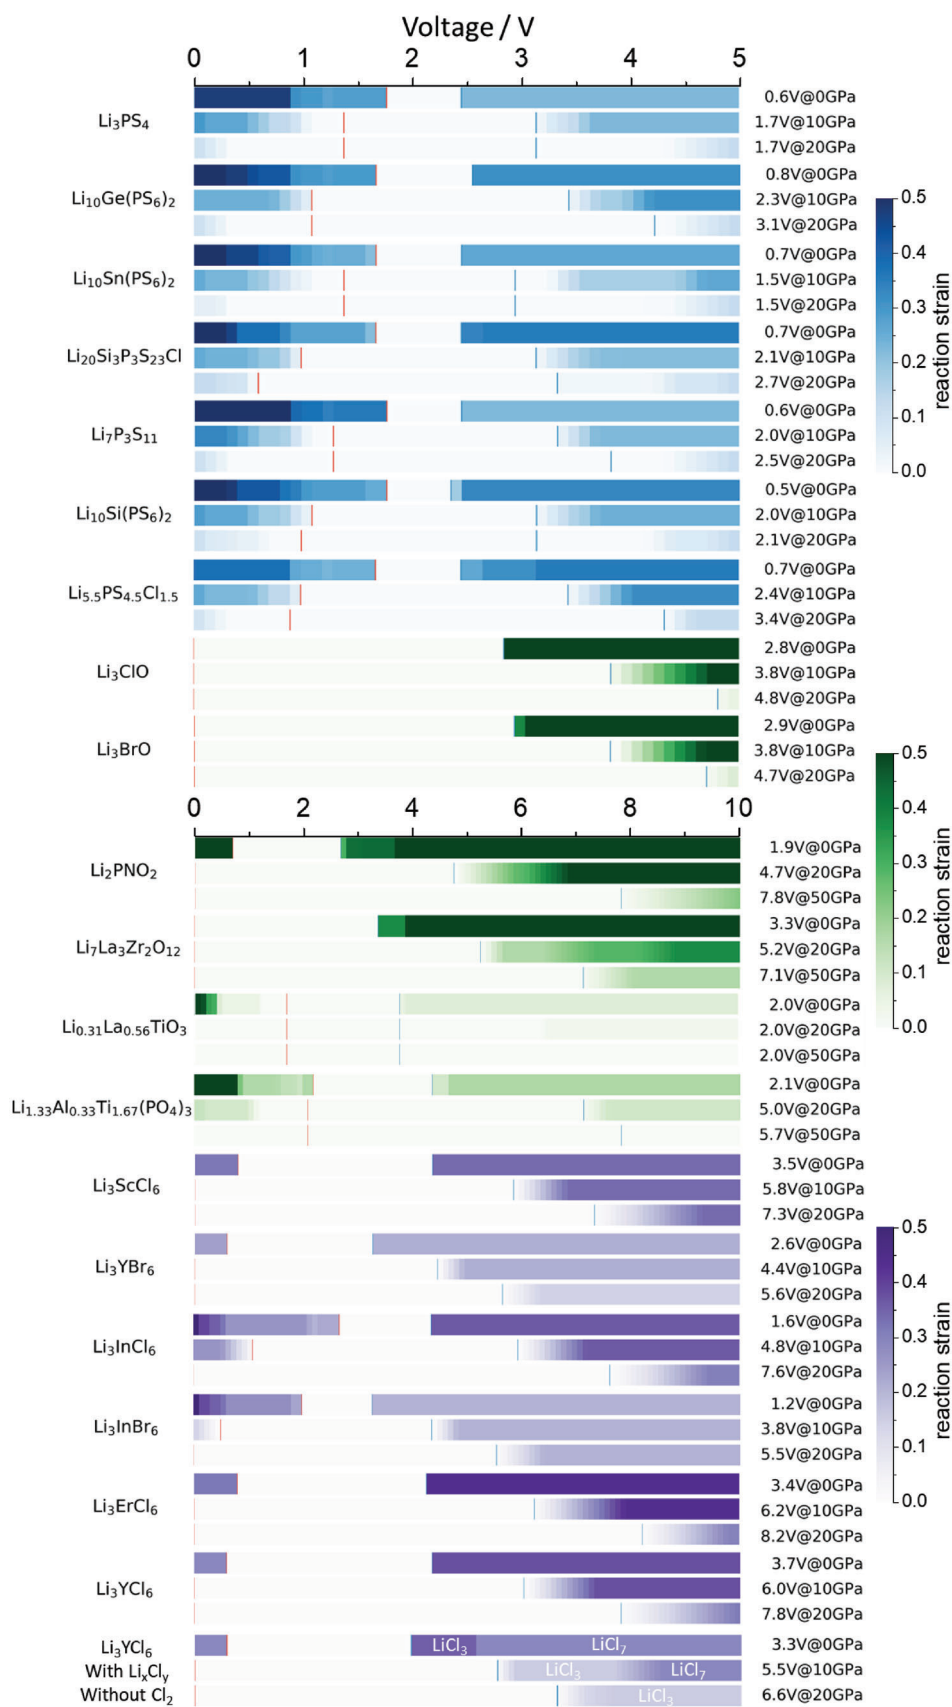 Voltage / V
0 1 2 3 4 5
Li₃PS₄
0.6V@0GPa
1.7V@10GPa
1.7V@20GPa
Li₁₀Ge(PS₆)₂
0.8V@0GPa
2.3V@10GPa
3.1V@20GPa
Li₁₀Sn(PS₆)₂
0.7V@0GPa
1.5V@10GPa
1.5V@20GPa
Li₂₀Si₃P₃S₂₃Cl
0.7V@0GPa
2.1V@10GPa
2.7V@20GPa
Li₇P₃S₁₁
0.6V@0GPa
2.0V@10GPa
2.5V@20GPa
Li₁₀Si(PS₆)₂
0.5V@0GPa
2.0V@10GPa
2.1V@20GPa
Li₅.₅PS₄.₅Cl₁.₅
0.7V@0GPa
2.4V@10GPa
3.4V@20GPa
Li₃ClO
2.8V@0GPa
3.8V@10GPa
4.8V@20GPa
Li₃BrO
2.9V@0GPa
3.8V@10GPa
4.7V@20GPa
0.5
0.4
0.3
0.2
0.1
0.0
reaction strain
0 2 4 6 8 10
Li₂PNO₂
1.9V@0GPa
4.7V@20GPa
7.8V@50GPa
Li₇La₃Zr₂O₁₂
3.3V@0GPa
5.2V@20GPa
7.1V@50GPa
Li₀.₃₁La₀.₅₆TiO₃
2.0V@0GPa
2.0V@20GPa
2.0V@50GPa
Li₁.₃₃Al₀.₃₃Ti₁.₆₇(PO₄)₃
2.1V@0GPa
5.0V@20GPa
5.7V@50GPa
0.5
0.4
0.3
0.2
0.1
0.0
reaction strain
Li₃ScCl₆
3.5V@0GPa
5.8V@10GPa
7.3V@20GPa
Li₃YBr₆
2.6V@0GPa
4.4V@10GPa
5.6V@20GPa
Li₃InCl₆
1.6V@0GPa
4.8V@10GPa
7.6V@20GPa
Li₃InBr₆
1.2V@0GPa
3.8V@10GPa
5.5V@20GPa
Li₃ErCl₆
3.4V@0GPa
6.2V@10GPa
8.2V@20GPa
Li₃YCl₆
3.7V@0GPa
6.0V@10GPa
7.8V@20GPa
Li₃YCl₆
With LiₓClᵧ
Without Cl₂
LiCl₃ LiCl₇
3.3V@0GPa
LiCl₃ LiCl₇
5.5V@10GPa
LiCl₃
6.6V@20GPa
0.5
0.4
0.3
0.2
0.1
0.0
reaction strain